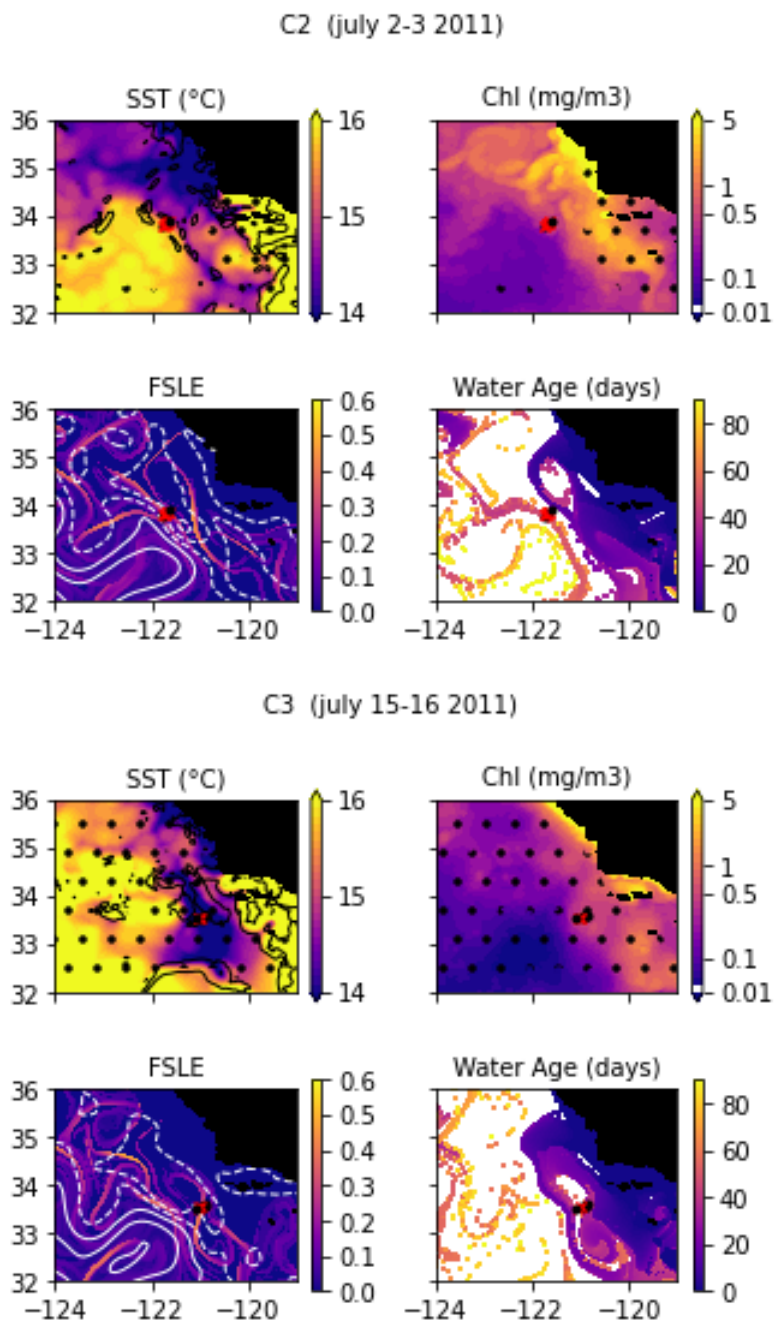 C2  (july 2-3 2011)
SST (°C) Chl (mg/m3)
36 16 5
35 1
34 15 0.5
33 0.1
32 14 0.01
FSLE Water Age (days)
36 0.6
0.5 80
35 0.4 60
34 0.3 40
33 0.2 20
0.1
32 0.0 0
−124 −122 −120 −124 −122 −120
C3  (july 15-16 2011)
SST (°C) Chl (mg/m3)
36 16 5
35 1
34 15 0.5
33 0.1
32 14 0.01
FSLE Water Age (days)
36 0.6
0.5 80
35 0.4 60
34 0.3 40
33 0.2 20
0.1
32 0.0 0
−124 −122 −120 −124 −122 −120